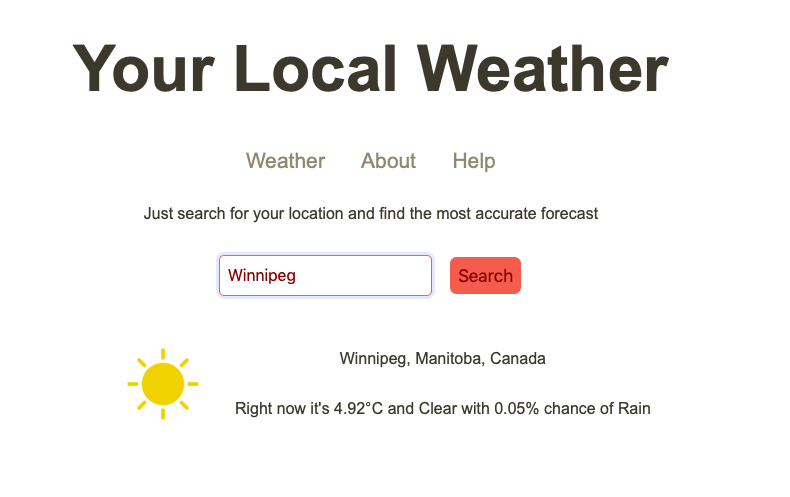 Your Local Weather
Weather About Help
Just search for your location and find the most accurate forecast
Winnipeg Search
Winnipeg, Manitoba, Canada
Right now it's 4.92°C and Clear with 0.05% chance of Rain